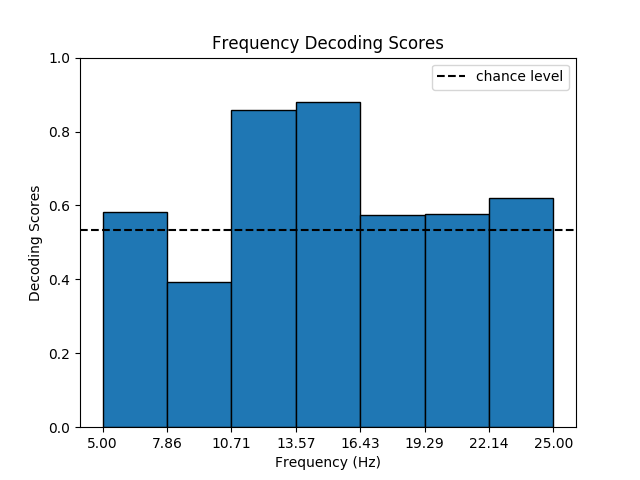 Frequency Decoding Scores
1.0
chance level
0.8
0.6
Decoding Scores
0.4
0.2
0.0
5.00 7.86 10.71 13.57 16.43 19.29 22.14 25.00
Frequency (Hz)